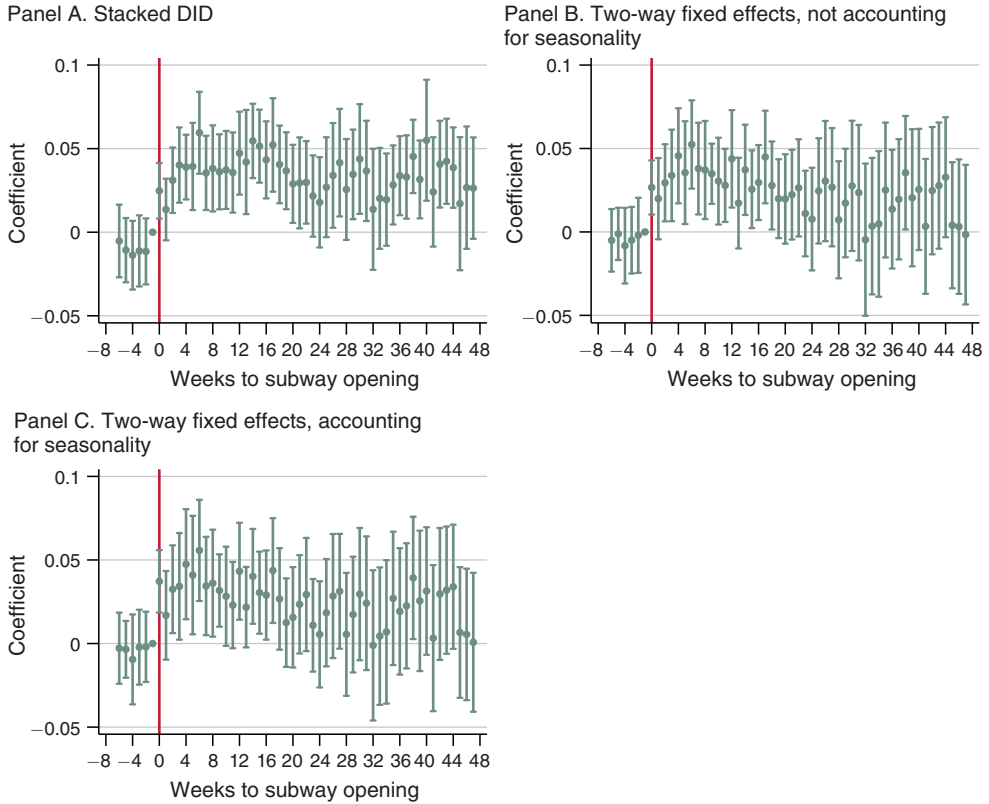 Panel A. Stacked DID
Coefficient
0.1
0.05
0
−0.05
−8 −4 0 4 8 12 16 20 24 28 32 36 40 44 48
Weeks to subway opening
Panel B. Two-way fixed effects, not accounting
for seasonality
Coefficient
0.1
0.05
0
−0.05
−8 −4 0 4 8 12 16 20 24 28 32 36 40 44 48
Weeks to subway opening
Panel C. Two-way fixed effects, accounting
for seasonality
Coefficient
0.1
0.05
0
−0.05
−8 −4 0 4 8 12 16 20 24 28 32 36 40 44 48
Weeks to subway opening